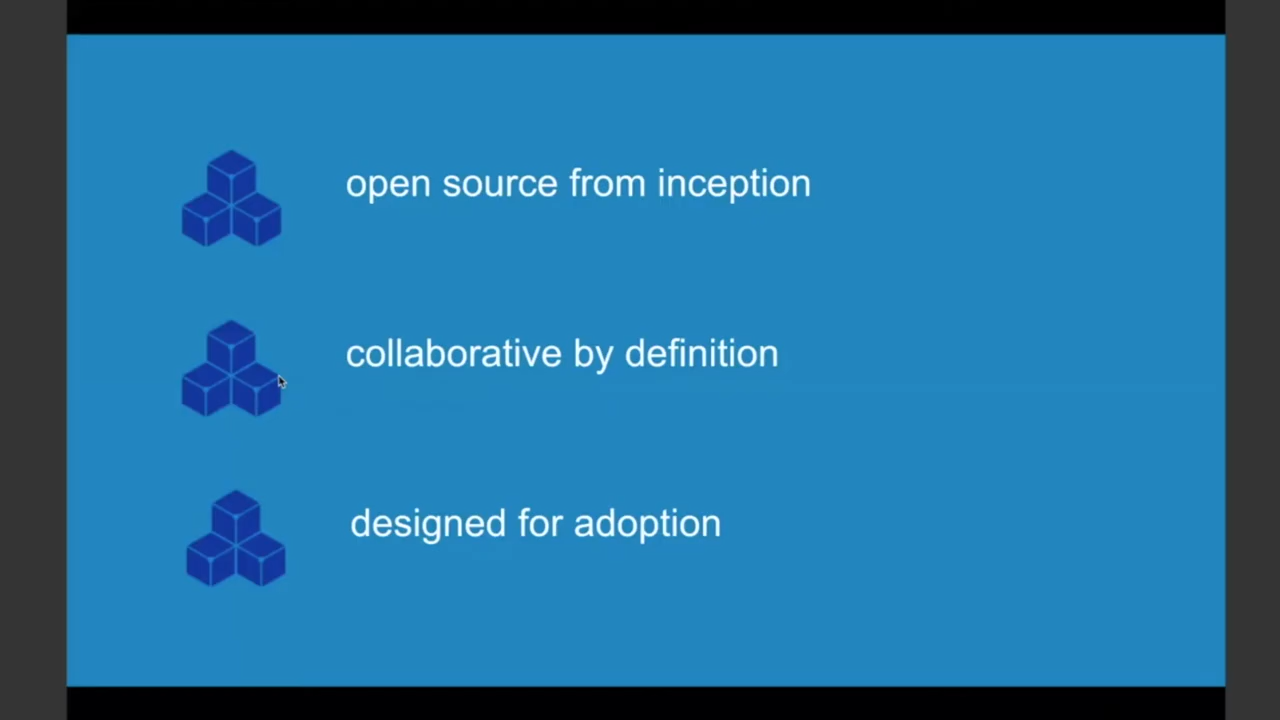 open source from inception
collaborative by definition
designed for adoption